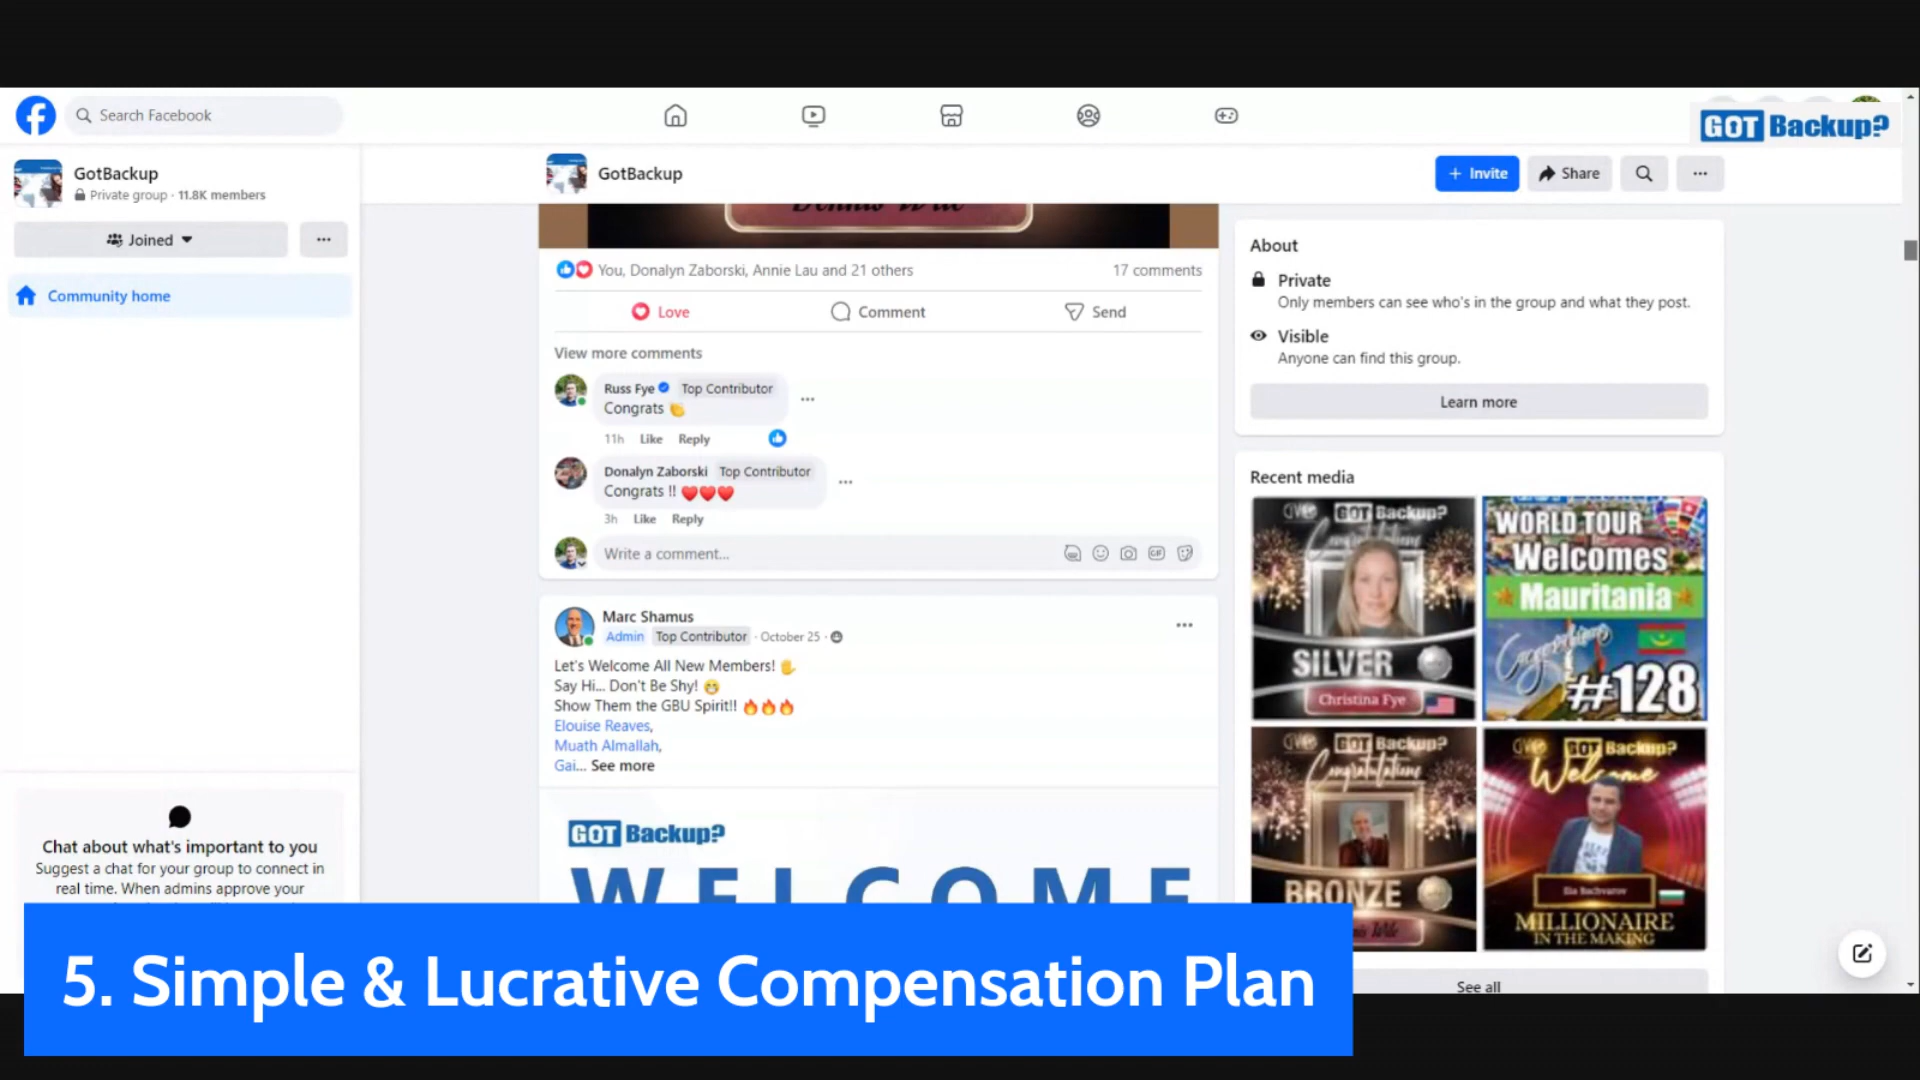 Search Facebook
GOT Backup?
GotBackup
Private group · 11.8K members
Joined
Community home
Chat about what's important to you
Suggest a chat for your group to connect in
real time. When admins approve your
GotBackup
+ Invite
Share
You, Donalyn Zaborski, Annie Lau and 21 others
17 comments
Love
Comment
Send
View more comments
Russ Fye Top Contributor
Congrats 👏
11h Like Reply
Donalyn Zaborski Top Contributor
Congrats !! ❤️❤️❤️
3h Like Reply
Write a comment...
GIF
Marc Shamus
Admin Top Contributor · October 25 ·
Let's Welcome All New Members! ✋
Say Hi... Don't Be Shy! 😁
Show Them the GBU Spirit!! 🔥🔥🔥
Elouise Reaves,
Muath Almallah,
Gai... See more
GOT Backup?
WELCOME
About
Private
Only members can see who's in the group and what they post.
Visible
Anyone can find this group.
Learn more
Recent media
GOT Backup?
Congratulations
SILVER
Christina Fye
WORLD TOUR
Welcomes
Mauritania
Congratulations
#128
GOT Backup?
Congratulations
BRONZE
GOT Backup?
Welcome
Ilia Bachvarov
MILLIONAIRE
IN THE MAKING
See all
5. Simple & Lucrative Compensation Plan